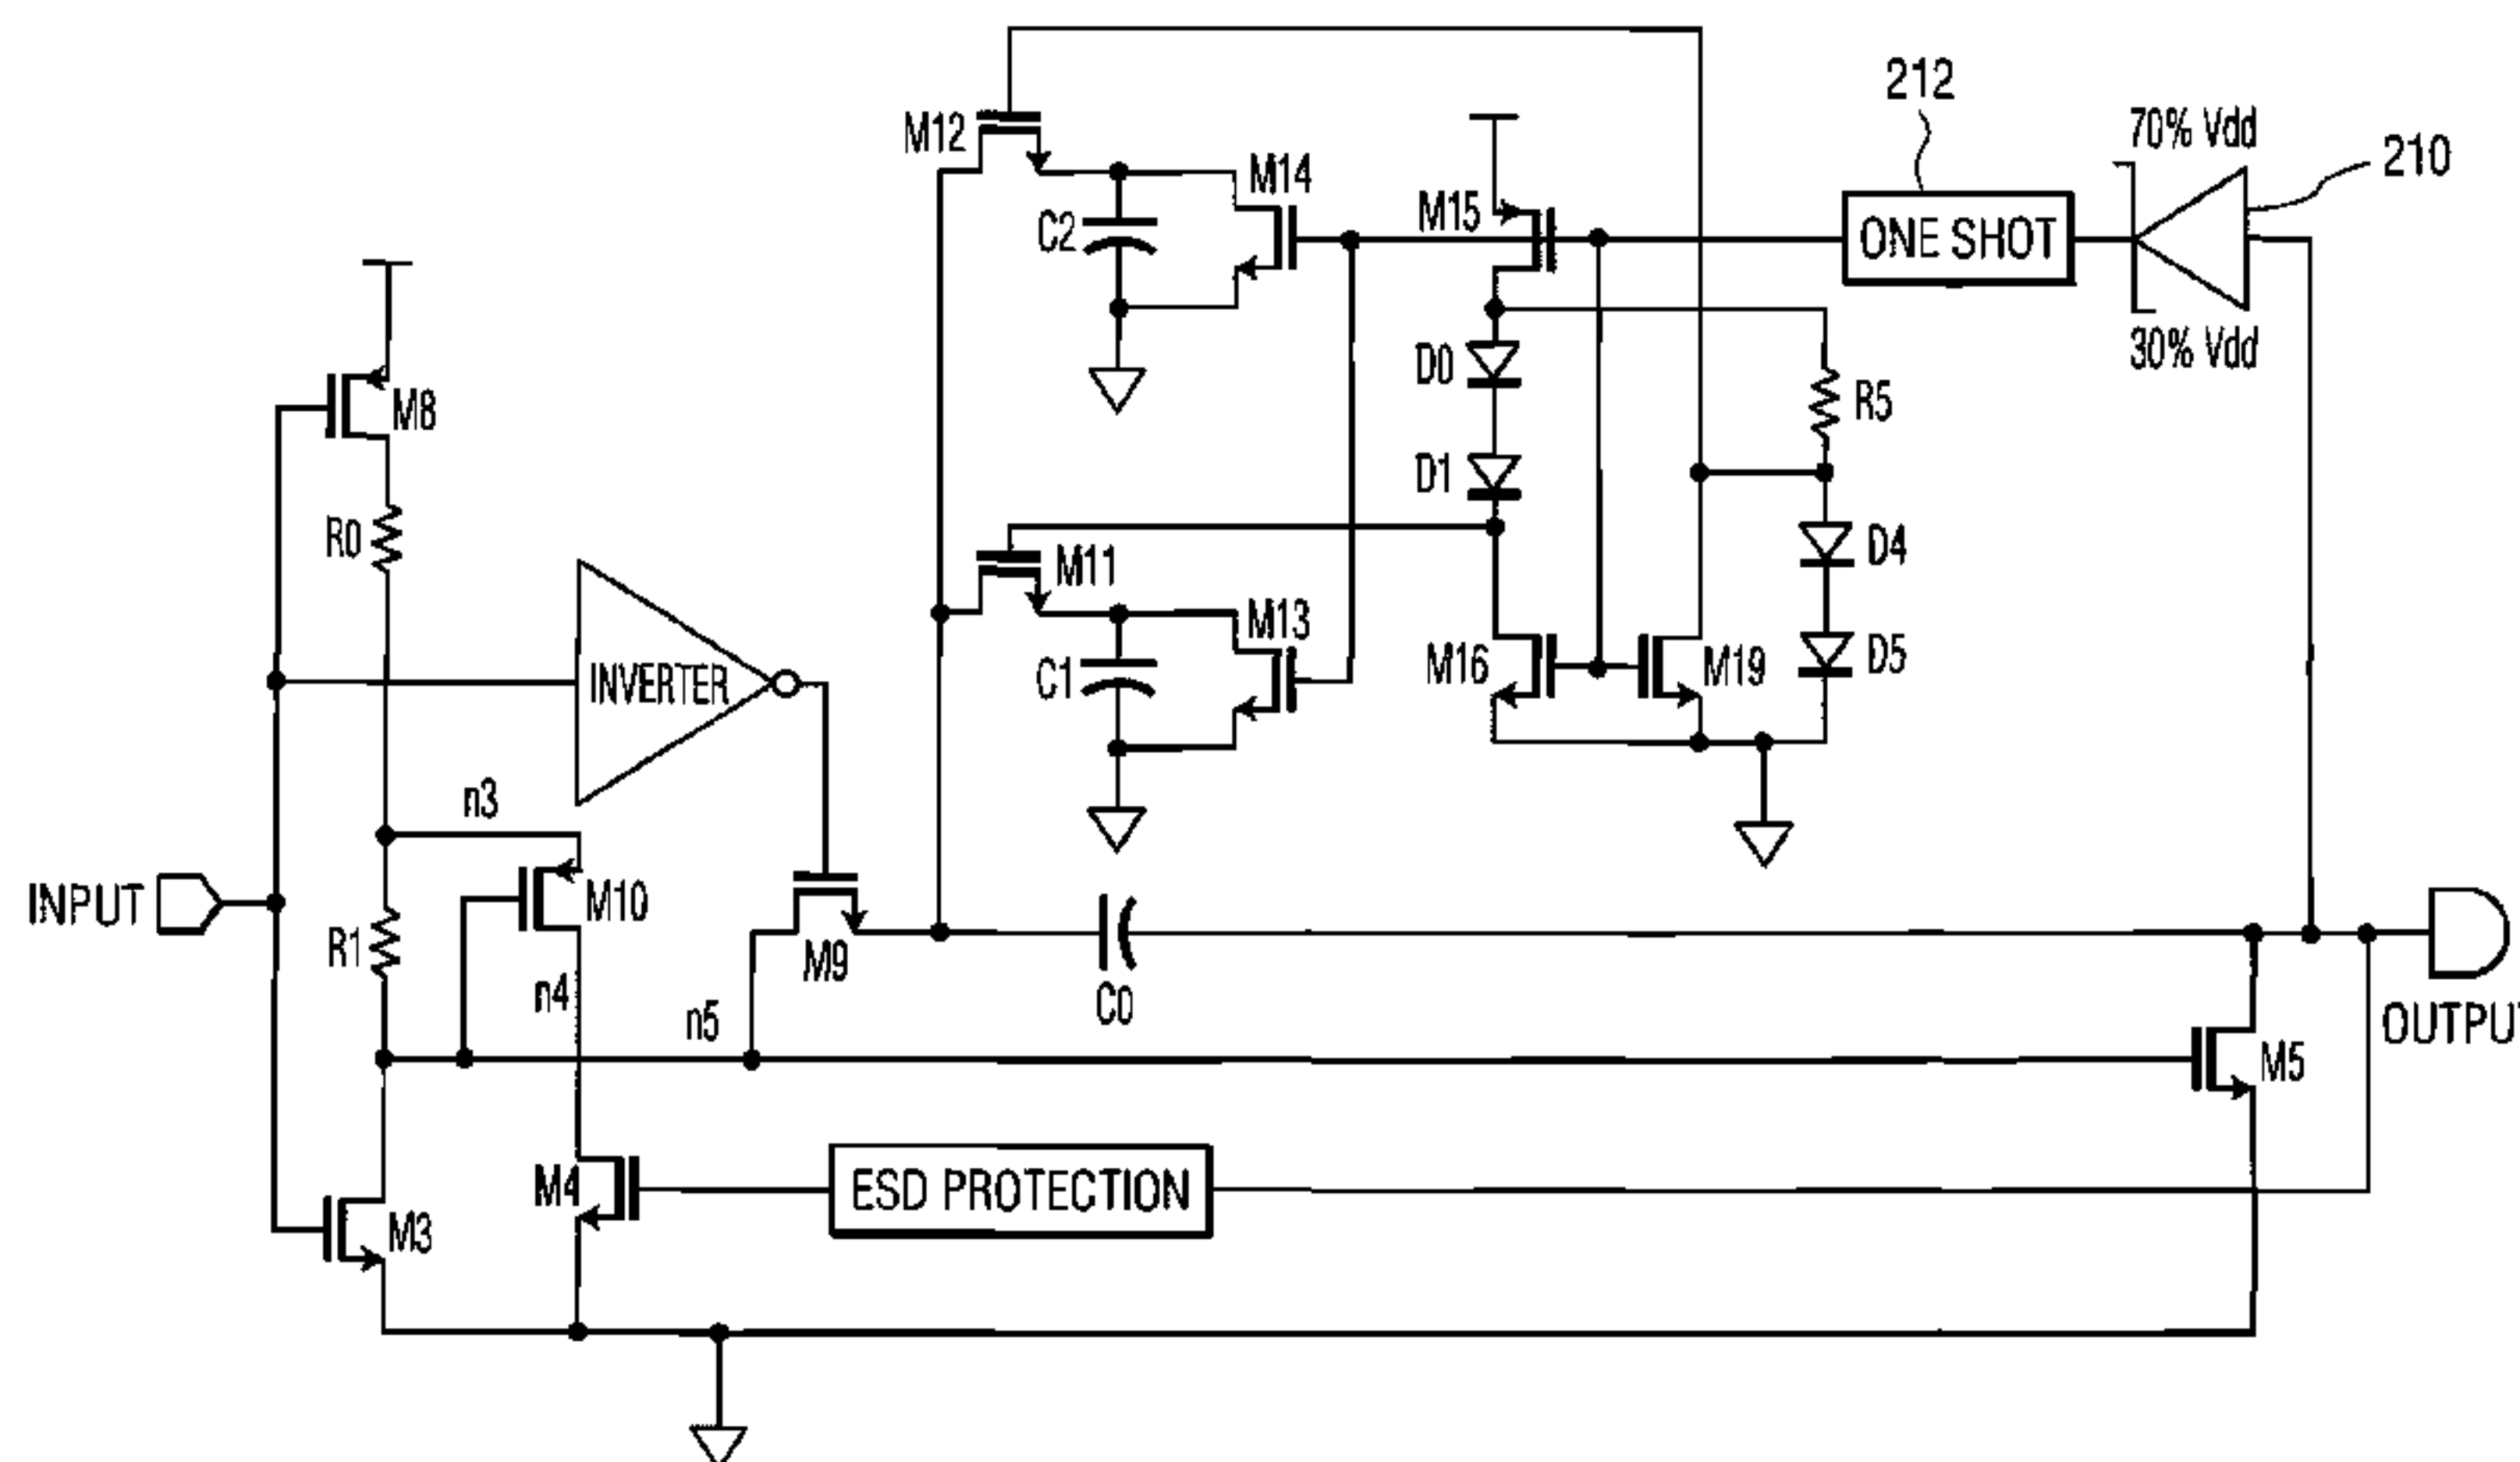 212
70% Vdd
210
M12
M14
M15
C2
ONE SHOT
30% Vdd
D0
R5
M8
D1
R0
D4
M11
M13
INVERTER
C1
M16
M19
D5
n3
INPUT
M10
R1
M9
n4
n5
C0
OUTPUT
M5
M4
ESD PROTECTION
M3